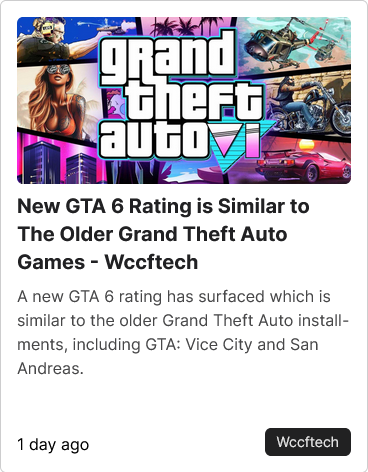 grand
theft
auto VI
New GTA 6 Rating is Similar to
The Older Grand Theft Auto
Games - Wccftech
A new GTA 6 rating has surfaced which is
similar to the older Grand Theft Auto install-
ments, including GTA: Vice City and San
Andreas.
1 day ago
Wccftech